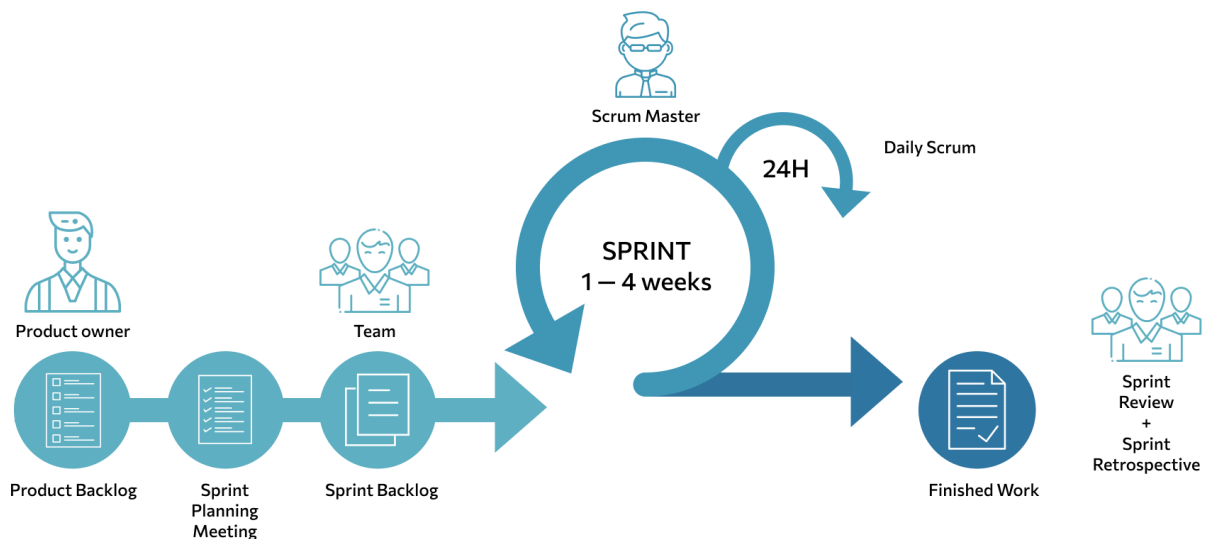 Scrum Master
Daily Scrum
24H
SPRINT
1 — 4 weeks
Product owner
Team
Product Backlog
Sprint
Planning
Meeting
Sprint Backlog
Finished Work
Sprint
Review
+
Sprint
Retrospective